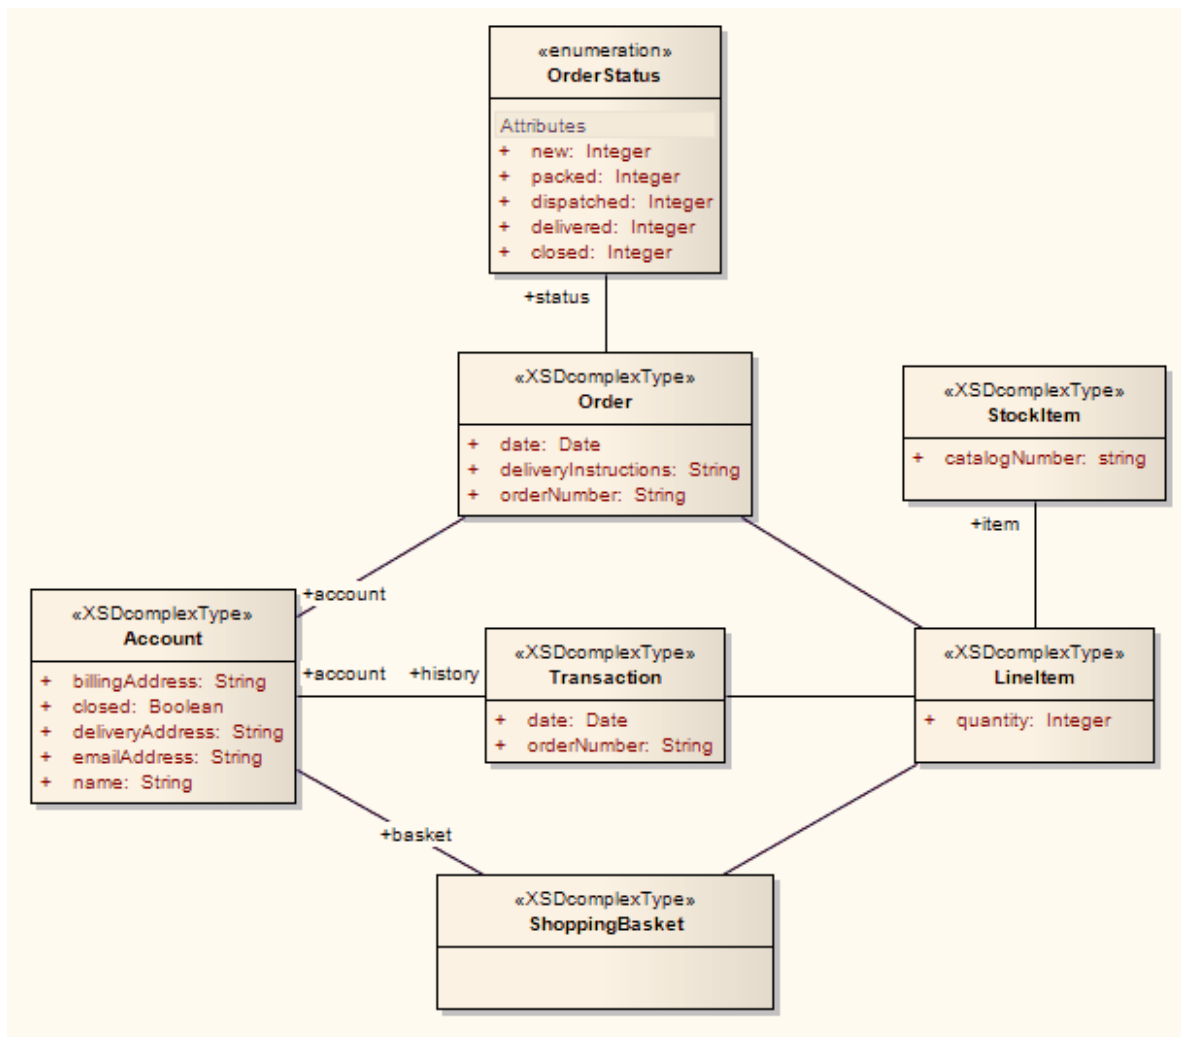 «enumeration»
OrderStatus
Attributes
+ new: Integer
+ packed: Integer
+ dispatched: Integer
+ delivered: Integer
+ closed: Integer
+status
«XSDcomplexType»
Order
+ date: Date
+ deliveryInstructions: String
+ orderNumber: String
«XSDcomplexType»
StockItem
+ catalogNumber: string
+item
+account
«XSDcomplexType»
Account
+ billingAddress: String
+ closed: Boolean
+ deliveryAddress: String
+ emailAddress: String
+ name: String
+account
+history
«XSDcomplexType»
Transaction
+ date: Date
+ orderNumber: String
«XSDcomplexType»
LineItem
+ quantity: Integer
+basket
«XSDcomplexType»
ShoppingBasket